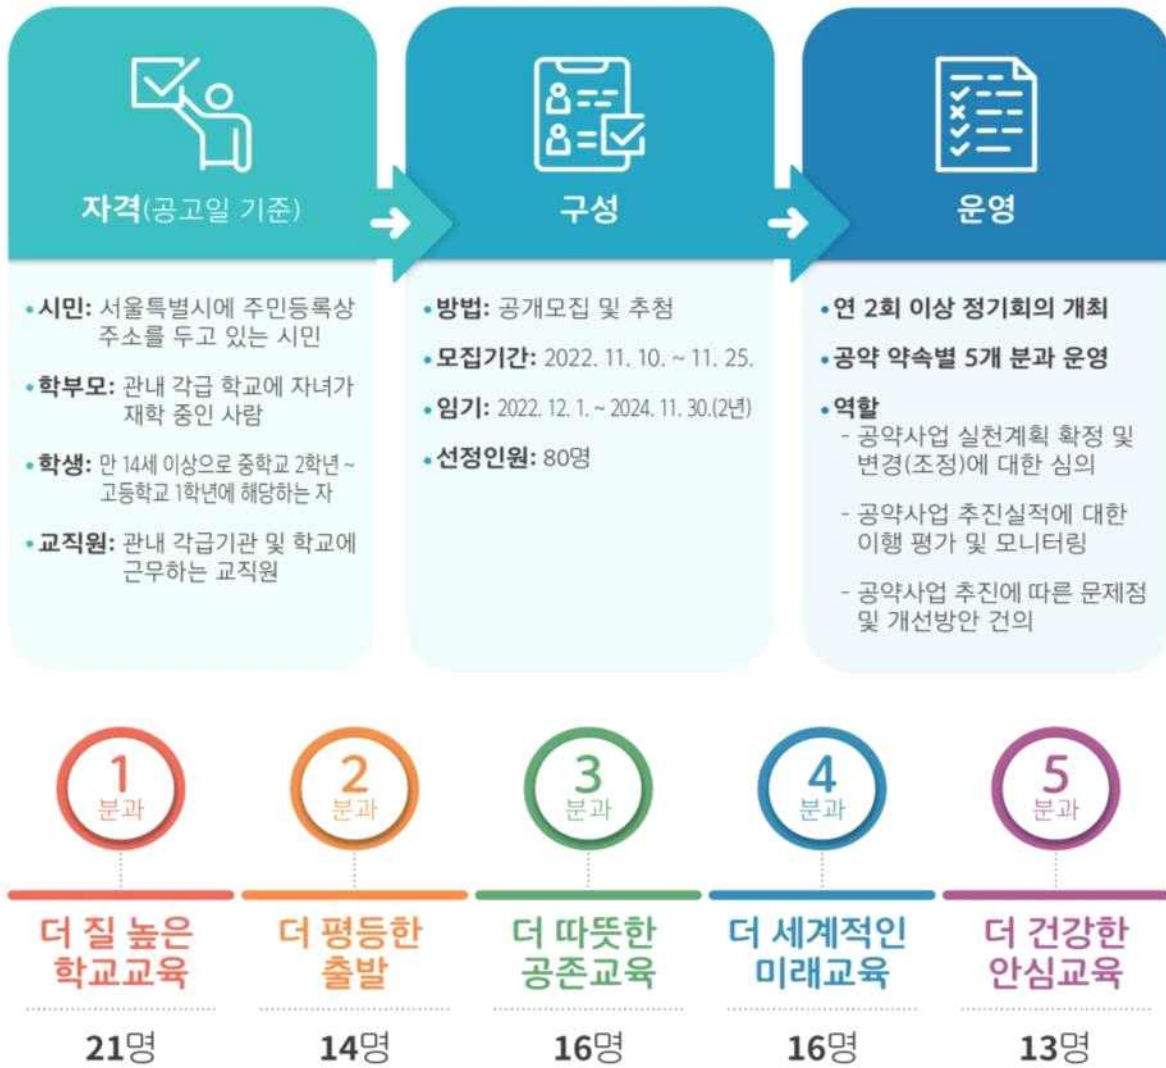 자격(공고일 기준)
• 시민: 서울특별시에 주민등록상
주소를 두고 있는 시민
• 학부모: 관내 각급 학교에 자녀가
재학 중인 사람
• 학생: 만 14세 이상으로 중학교 2학년 ~
고등학교 1학년에 해당하는 자
• 교직원: 관내 각급기관 및 학교에
근무하는 교직원
구성
• 방법: 공개모집 및 추첨
• 모집기간: 2022. 11. 10. ~ 11. 25.
• 임기: 2022. 12. 1. ~ 2024. 11. 30.(2년)
• 선정인원: 80명
운영
• 연 2회 이상 정기회의 개최
• 공약 약속별 5개 분과 운영
• 역할
- 공약사업 실천계획 확정 및
변경(조정)에 대한 심의
- 공약사업 추진실적에 대한
이행 평가 및 모니터링
- 공약사업 추진에 따른 문제점
및 개선방안 건의
1
분과
더 질 높은
학교교육
21명
2
분과
더 평등한
출발
14명
3
분과
더 따뜻한
공존교육
16명
4
분과
더 세계적인
미래교육
16명
5
분과
더 건강한
안심교육
13명